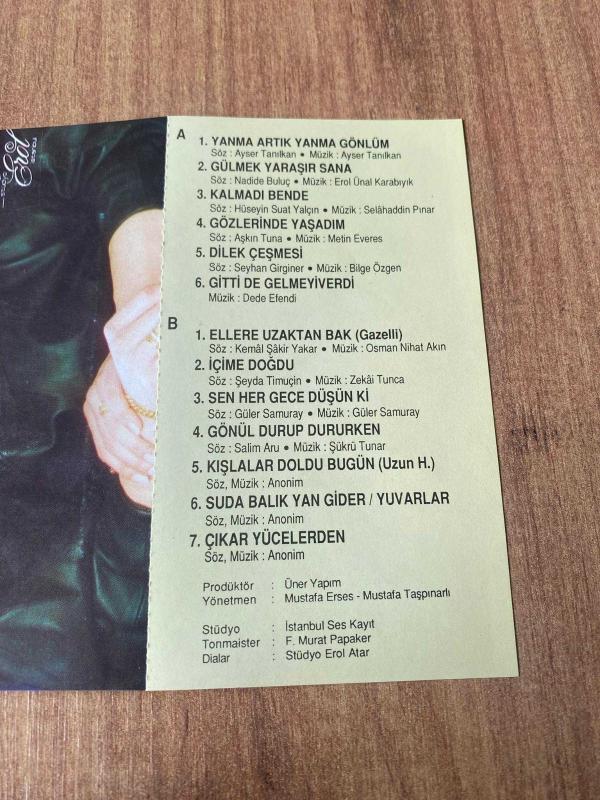 Erol
A
1. YANMA ARTIK YANMA GÖNLÜM
Söz : Ayser Tanılkan • Müzik : Ayser Tanılkan
2. GÜLMEK YARAŞIR SANA
Söz : Nadide Buluç • Müzik : Erol Ünal Karabıyık
3. KALMADI BENDE
Söz : Hüseyin Suat Yalçın • Müzik : Selâhaddin Pınar
4. GÖZLERİNDE YAŞADIM
Söz : Aşkın Tuna • Müzik : Metin Everes
5. DİLEK ÇEŞMESİ
Söz : Seyhan Girginer • Müzik : Bilge Özgen
6. GİTTİ DE GELMEYİVERDİ
Müzik : Dede Efendi
B
1. ELLERE UZAKTAN BAK (Gazelli)
Söz : Kemâl Şâkir Yakar • Müzik : Osman Nihat Akın
2. İÇİME DOĞDU
Söz : Şeyda Timuçin • Müzik : Zekâi Tunca
3. SEN HER GECE DÜŞÜN Kİ
Söz : Güler Samuray • Müzik : Güler Samuray
4. GÖNÜL DURUP DURURKEN
Söz : Salim Aru • Müzik : Şükrü Tunar
5. KIŞLALAR DOLDU BUGÜN (Uzun H.)
Söz, Müzik : Anonim
6. SUDA BALIK YAN GİDER / YUVARLAR
Söz, Müzik : Anonim
7. ÇIKAR YÜCELERDEN
Söz, Müzik : Anonim
Prodüktör : Üner Yapım
Yönetmen : Mustafa Erses - Mustafa Taşpınarlı
Stüdyo : İstanbul Ses Kayıt
Tonmaister : F. Murat Papaker
Dialar : Stüdyo Erol Atar